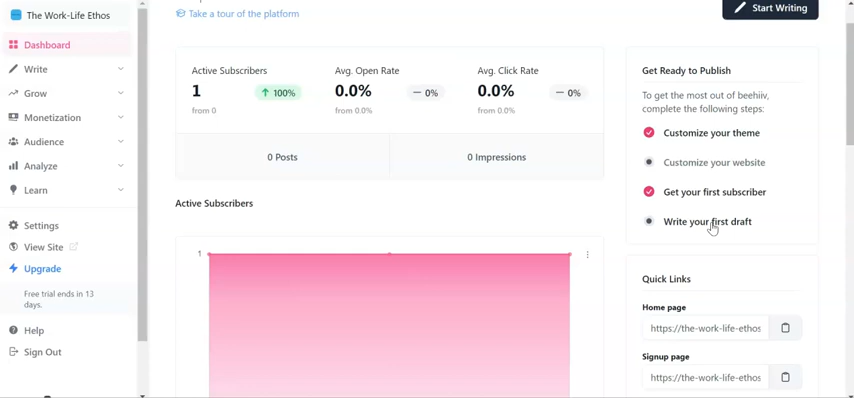 The Work-Life Ethos
Dashboard
Write
Grow
Monetization
Audience
Analyze
Learn
Settings
View Site
Upgrade
Free trial ends in 13
days.
Help
Sign Out
Take a tour of the platform
Start Writing
Active Subscribers
1
100%
from 0
Avg. Open Rate
0.0%
— 0%
from 0.0%
Avg. Click Rate
0.0%
— 0%
from 0.0%
0 Posts
0 Impressions
Active Subscribers
1
Get Ready to Publish
To get the most out of beehiiv,
complete the following steps:
Customize your theme
Customize your website
Get your first subscriber
Write your first draft
Quick Links
Home page
https://the-work-life-ethos
Signup page
https://the-work-life-ethos